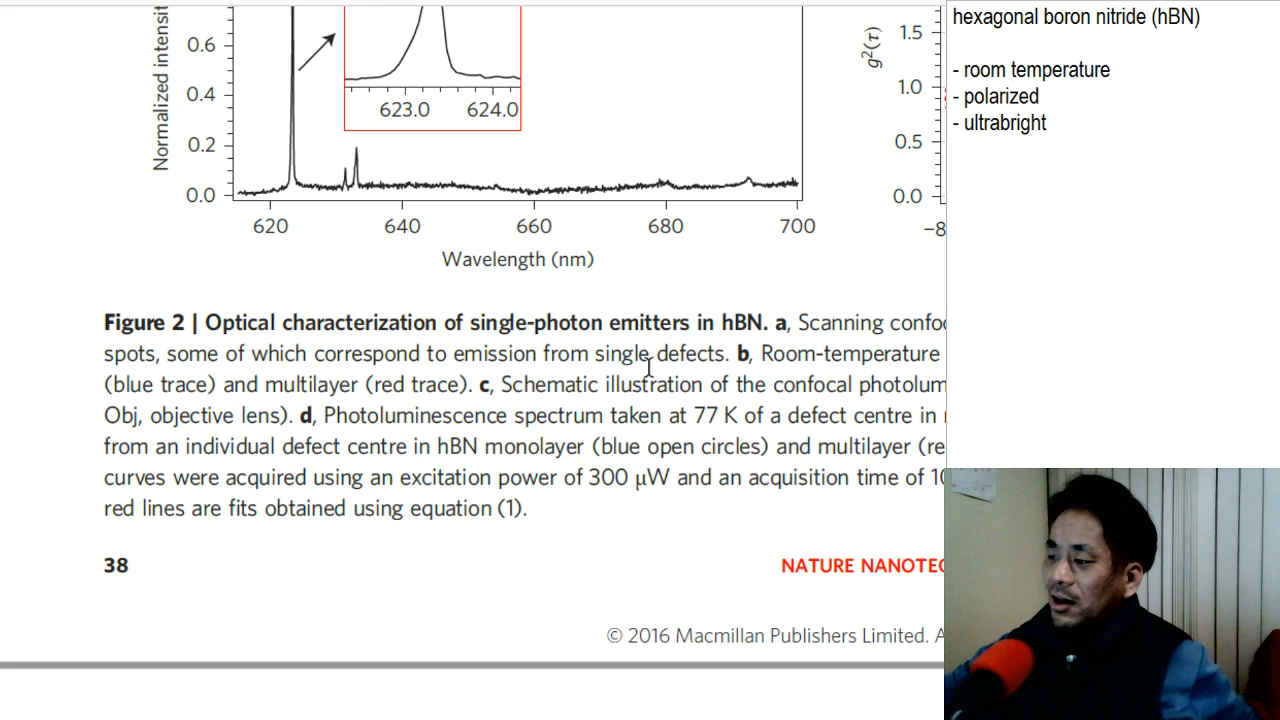 Normalized intensit
0.6
0.4
0.2
0.0
623.0 624.0
620 640 660 680 700
Wavelength (nm)
g²(τ)
1.5
1.0
0.5
0.0
−8
Figure 2 | Optical characterization of single-photon emitters in hBN. a, Scanning confoc
spots, some of which correspond to emission from single defects. b, Room-temperature
(blue trace) and multilayer (red trace). c, Schematic illustration of the confocal photolum
Obj, objective lens). d, Photoluminescence spectrum taken at 77 K of a defect centre in
from an individual defect centre in hBN monolayer (blue open circles) and multilayer (re
curves were acquired using an excitation power of 300 μW and an acquisition time of 10
red lines are fits obtained using equation (1).
38
NATURE NANOTEC
© 2016 Macmillan Publishers Limited. A
hexagonal boron nitride (hBN)
- room temperature
- polarized
- ultrabright